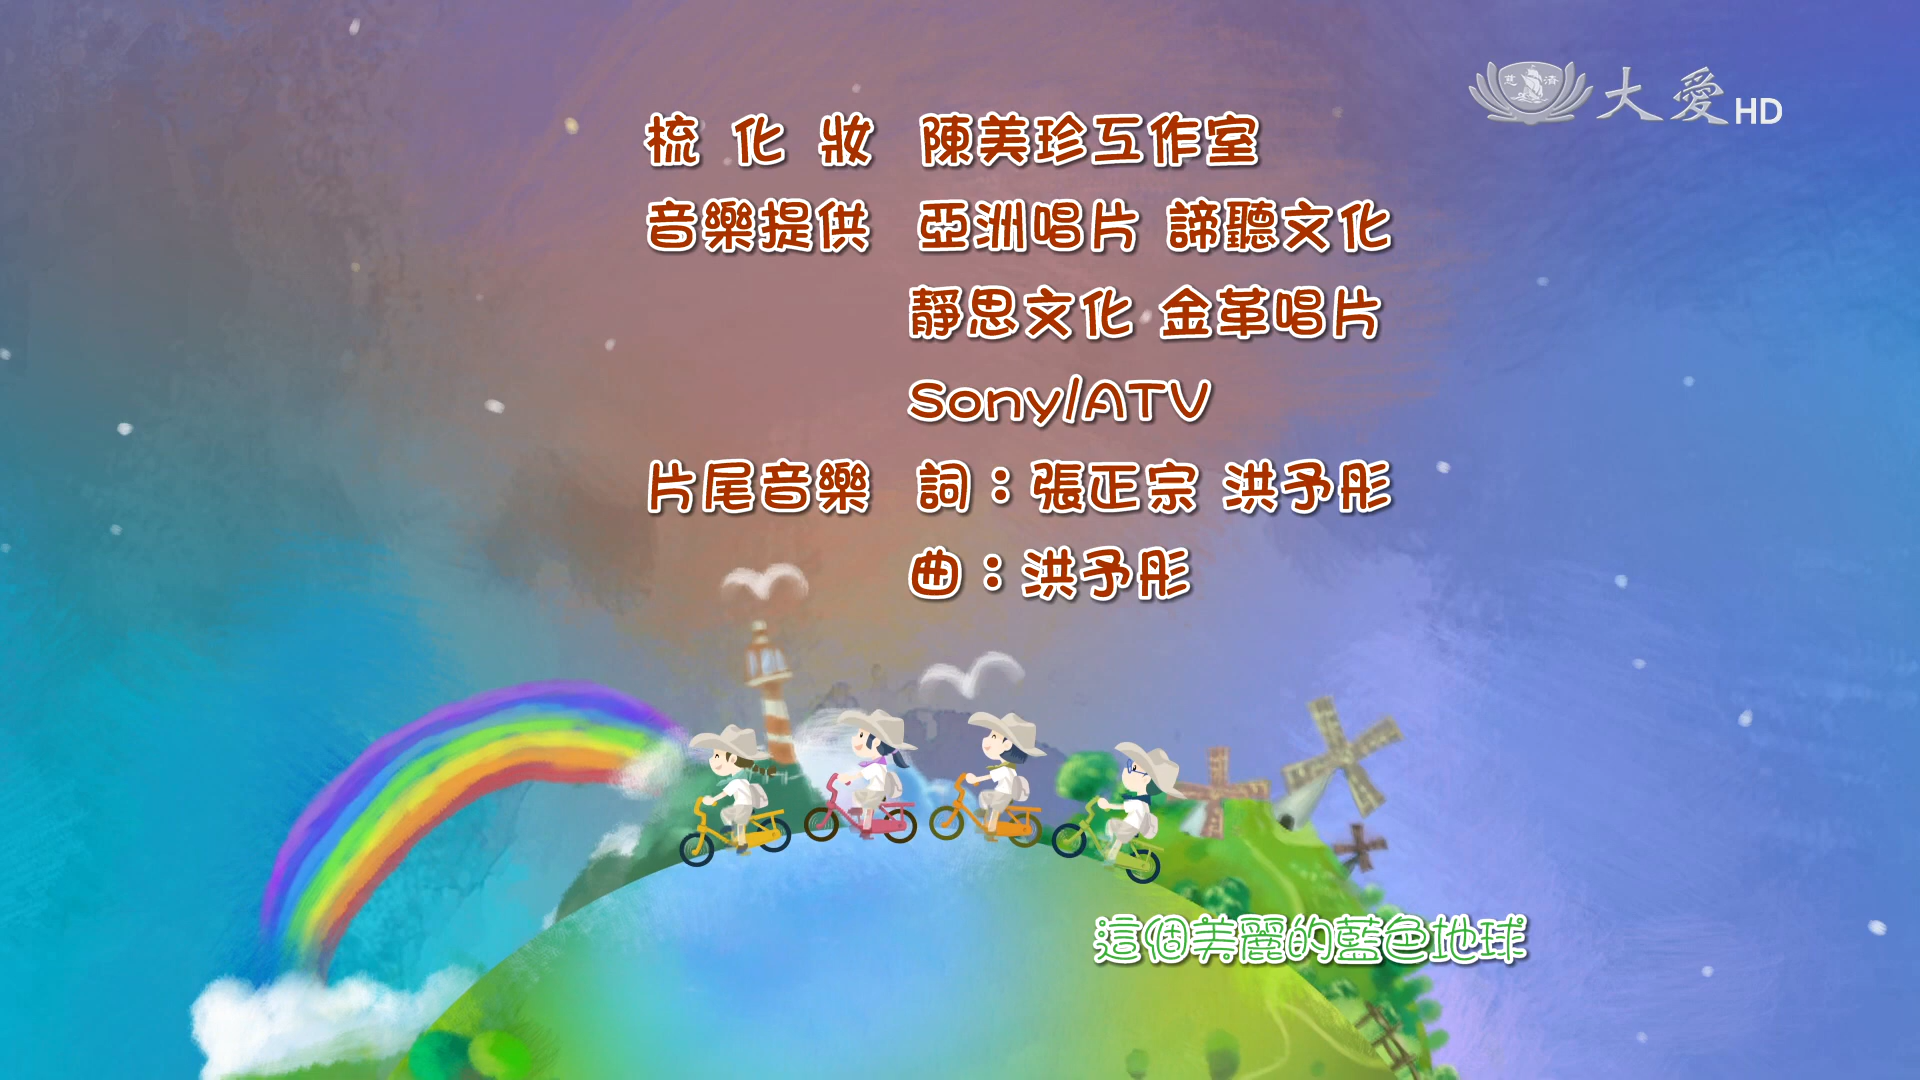 慈濟
大愛HD
梳化妝 陳美珍工作室
音樂提供 亞洲唱片 諦聽文化
靜思文化 金革唱片
Sony/ATV
片尾音樂 詞：張正宗 洪予彤
曲：洪予彤
這個美麗的藍色地球